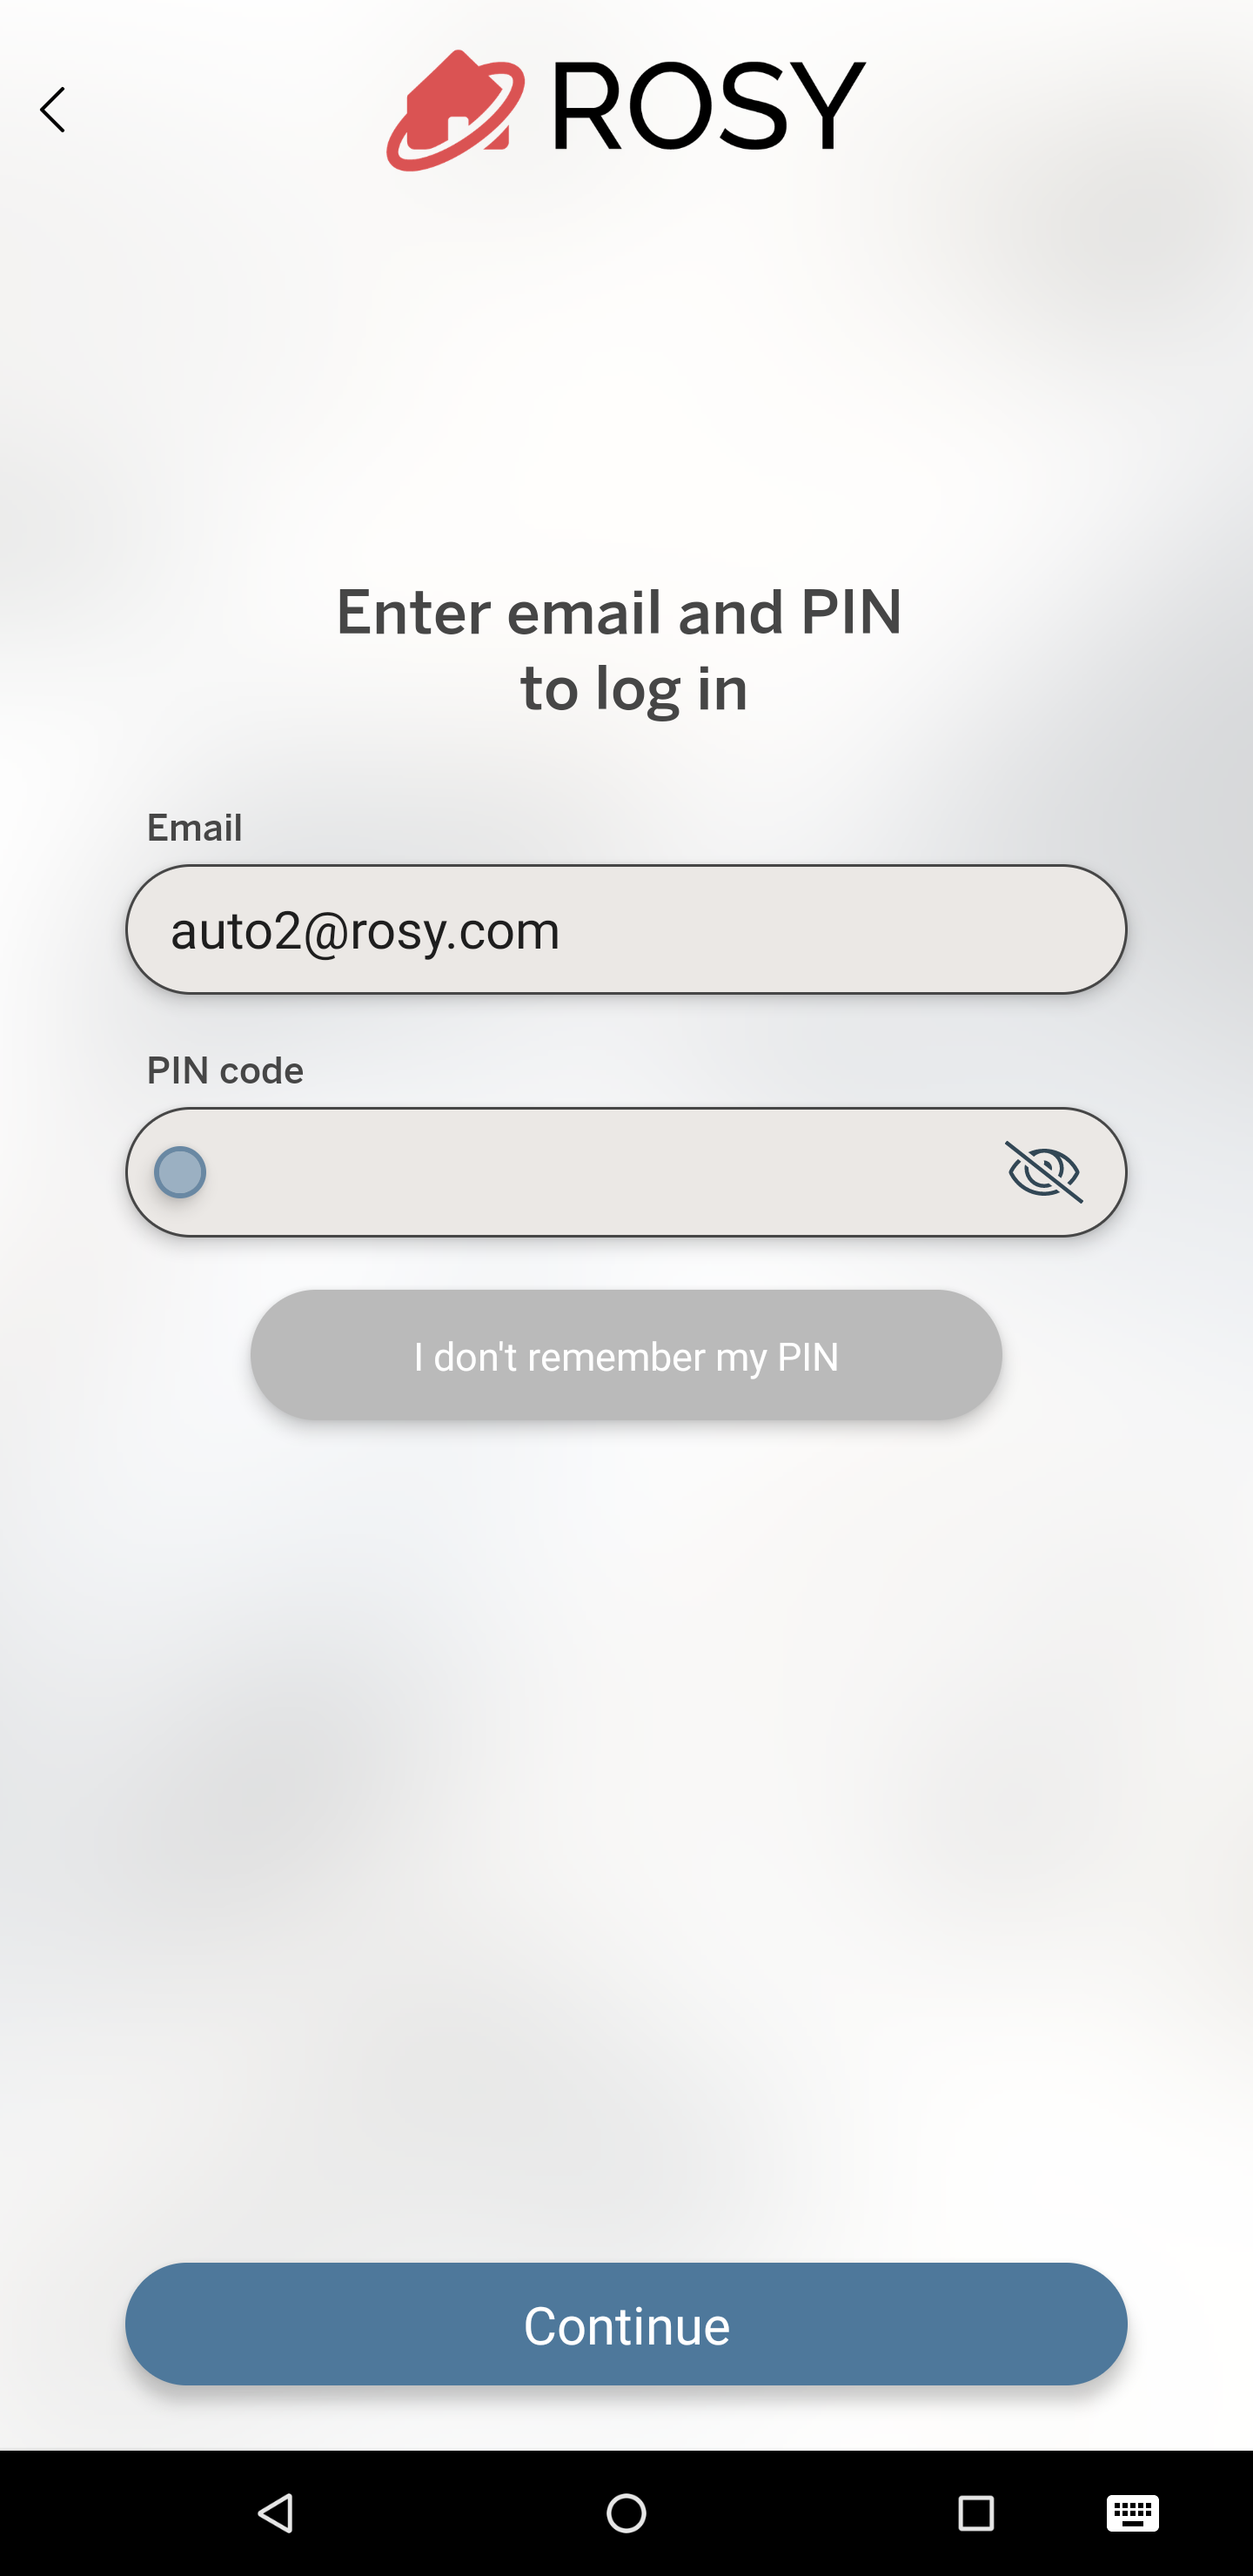 ROSY
Enter email and PIN
to log in
Email
auto2@rosy.com
PIN code
I don't remember my PIN
Continue